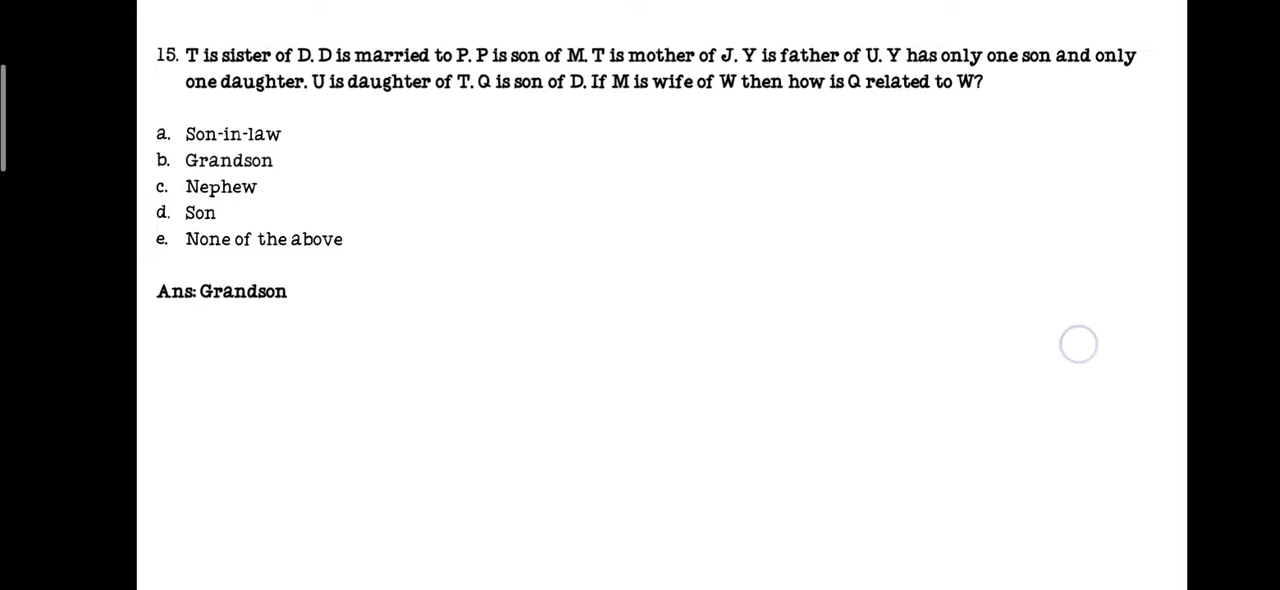 15. T is sister of D. D is married to P. P is son of M. T is mother of J. Y is father of U. Y has only one son and only
one daughter. U is daughter of T. Q is son of D. If M is wife of W then how is Q related to W?
a. Son-in-law
b. Grandson
c. Nephew
d. Son
e. None of the above
Ans: Grandson